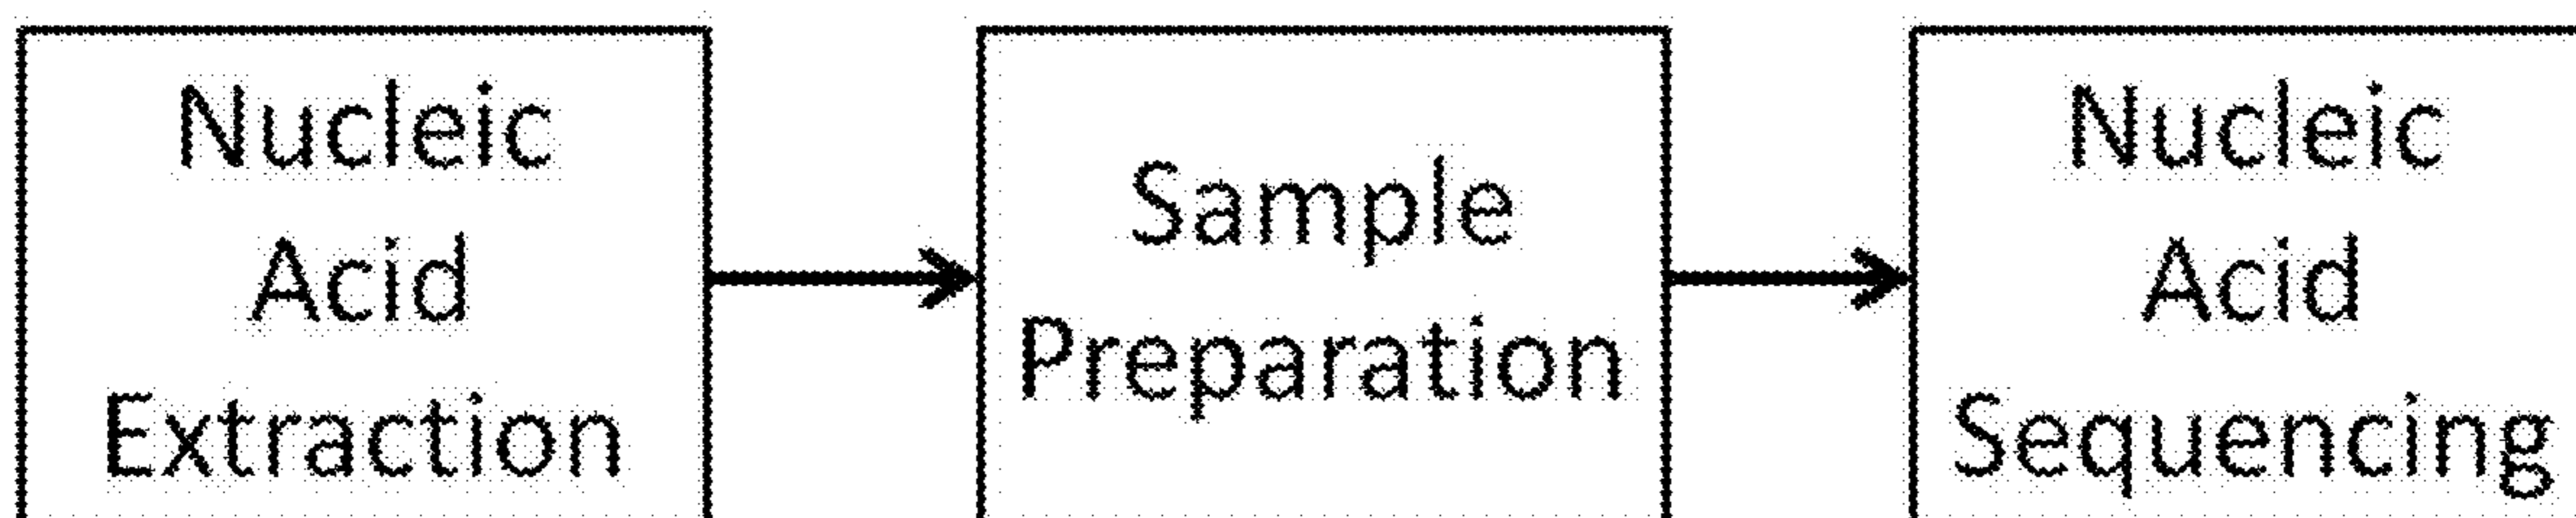 Nucleic
Acid
Extraction
Sample
Preparation
Nucleic
Acid
Sequencing